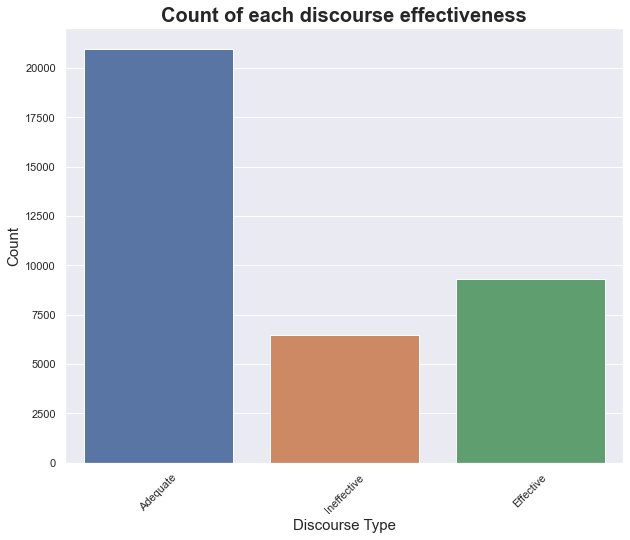 Count of each discourse effectiveness
20000
17500
15000
12500
10000
7500
5000
2500
0
Count
Adequate
Ineffective
Effective
Discourse Type